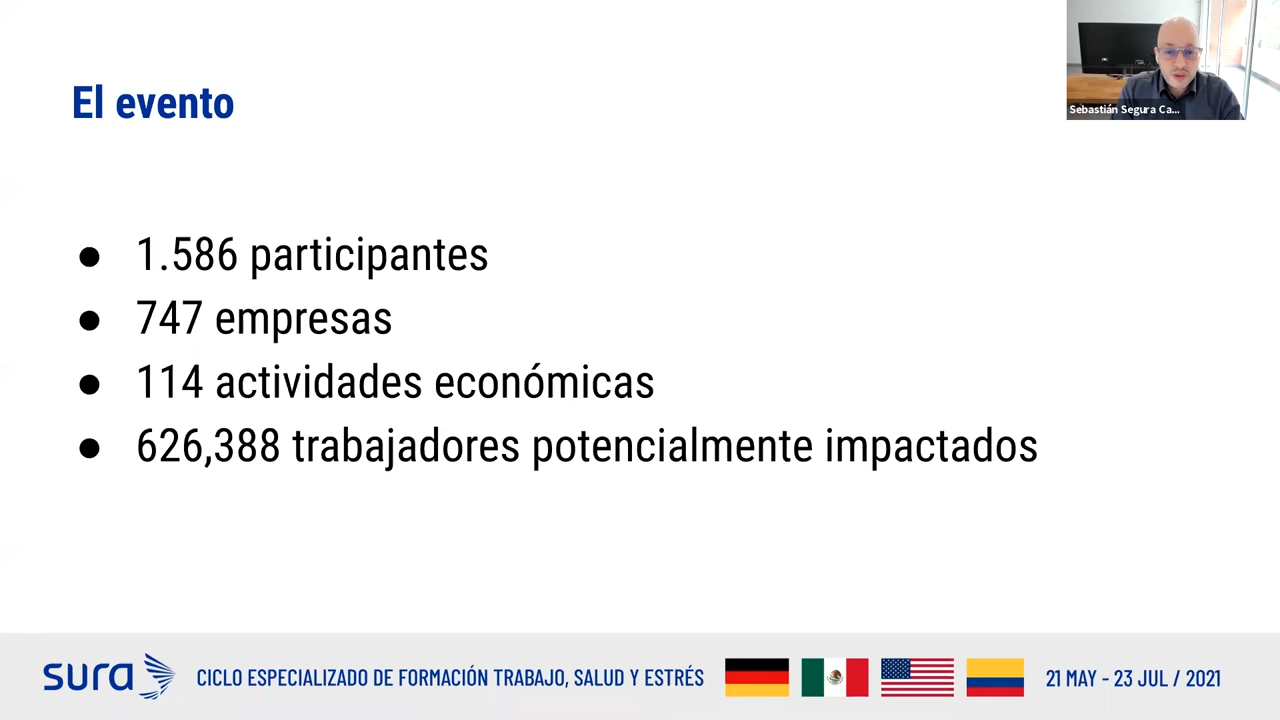 El evento
Sebastián Segura Ca...
● 1.586 participantes
● 747 empresas
● 114 actividades económicas
● 626,388 trabajadores potencialmente impactados
sura
CICLO ESPECIALIZADO DE FORMACIÓN TRABAJO, SALUD Y ESTRÉS
21 MAY - 23 JUL / 2021